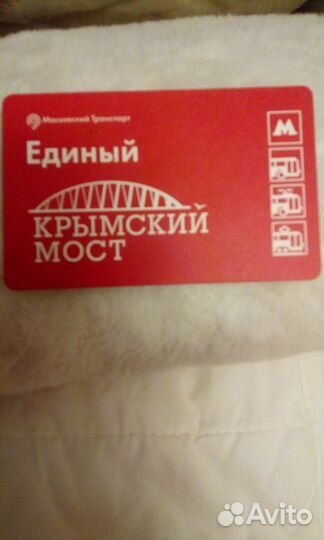 Московский Транспорт
Единый
М
КРЫМСКИЙ
МОСТ
Avito